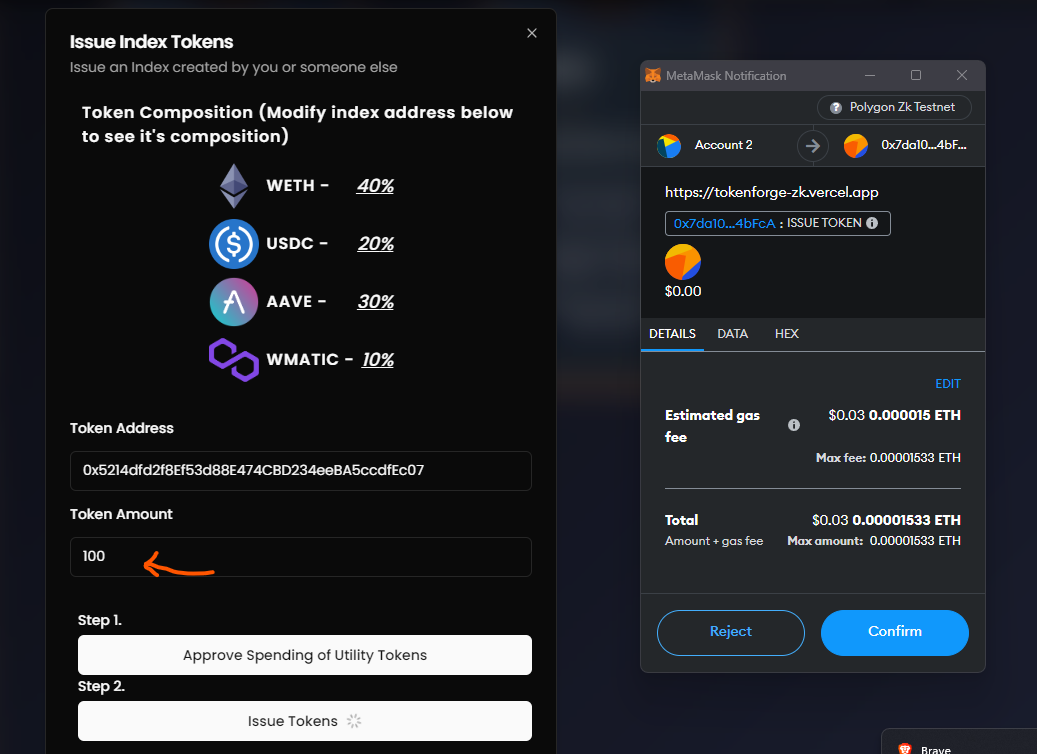 Issue Index Tokens
Issue an Index created by you or someone else
Token Composition (Modify index address below
to see it's composition)
WETH - 40%
USDC - 20%
AAVE - 30%
WMATIC - 10%
Token Address
0x5214dfd2f8Ef53d88E474CBD234eeBA5ccdfEc07
Token Amount
100
Step 1.
Approve Spending of Utility Tokens
Step 2.
Issue Tokens
MetaMask Notification
Polygon Zk Testnet
Account 2
0x7da10...4bF...
https://tokenforge-zk.vercel.app
0x7da10...4bFcA : ISSUE TOKEN
$0.00
DETAILS DATA HEX
EDIT
Estimated gas
fee
$0.03 0.000015 ETH
Max fee: 0.00001533 ETH
Total $0.03 0.00001533 ETH
Amount + gas fee Max amount: 0.00001533 ETH
Reject Confirm
Brave